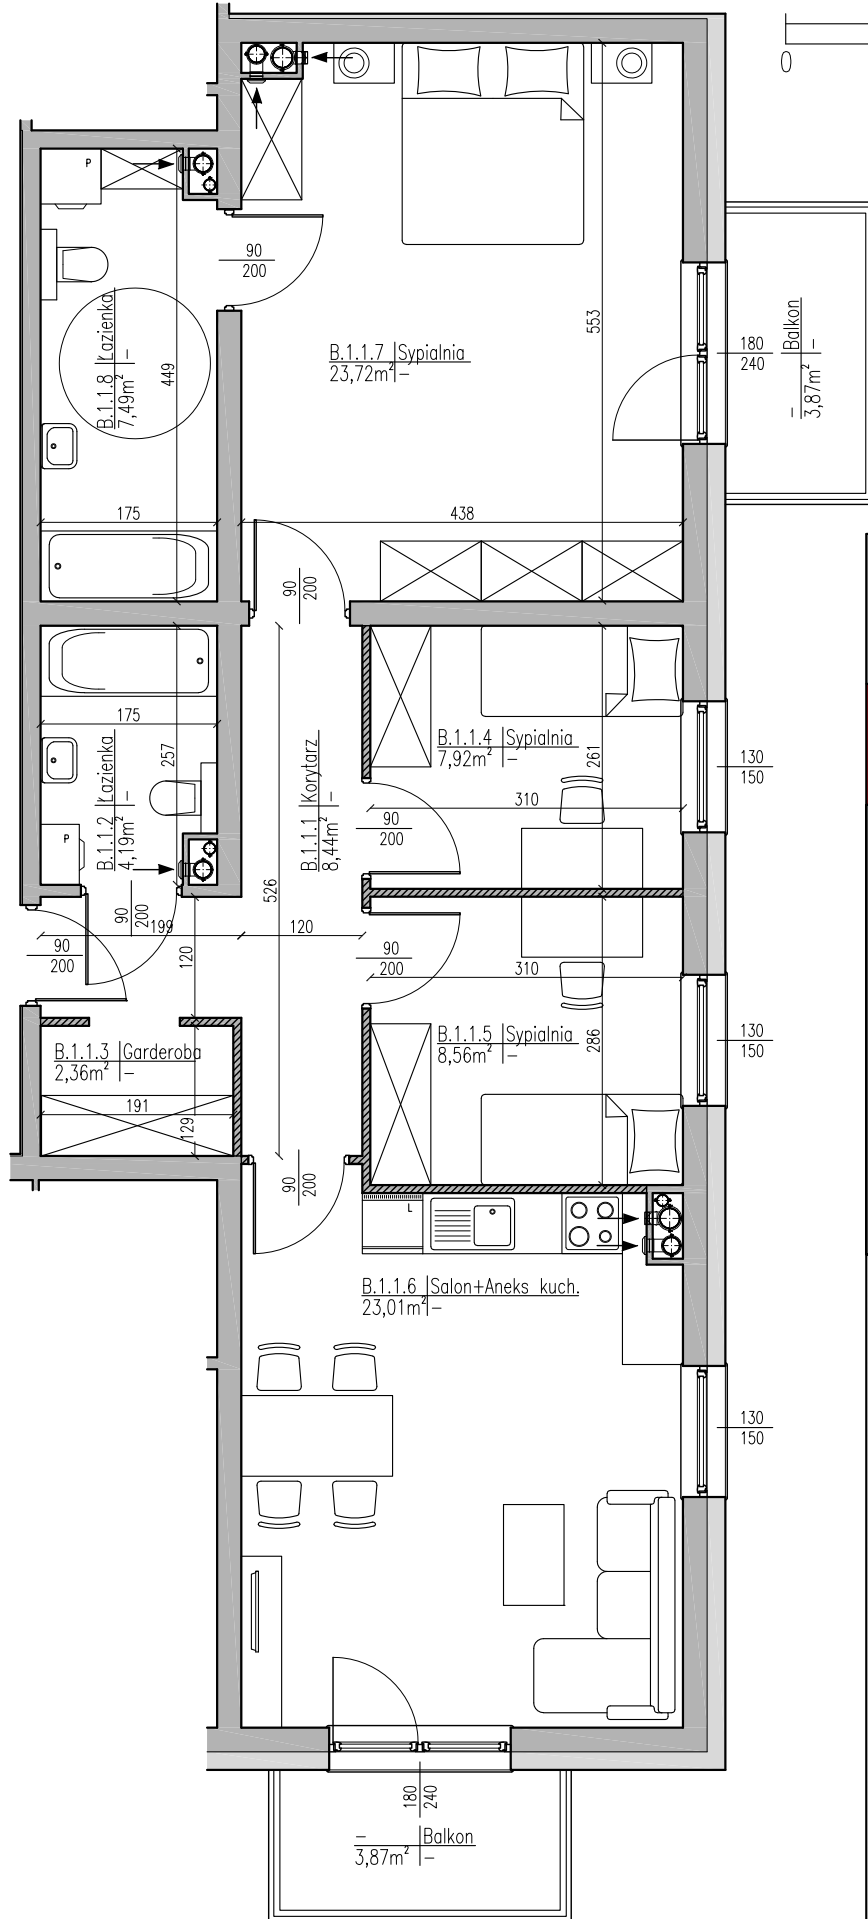 0
P
90
200
B.1.1.8 Łazienka
7,49m² –
449
B.1.1.7 Sypialnia
23,72m² –
553
180
240
– Balkon
3,87m² –
175
438
90
200
175
257
B.1.1.2 Łazienka
4,19m² –
P
B.1.1.1 Korytarz
8,44m² –
526
B.1.1.4 Sypialnia
7,92m² –
261
310
130
150
90
200
90
200
90
200
199
120
120
90
200
310
B.1.1.5 Sypialnia
8,56m² –
286
130
150
B.1.1.3 Garderoba
2,36m² –
191
129
90
200
L
B.1.1.6 Salon+Aneks kuch.
23,01m² –
130
150
180
240
– Balkon
3,87m² –